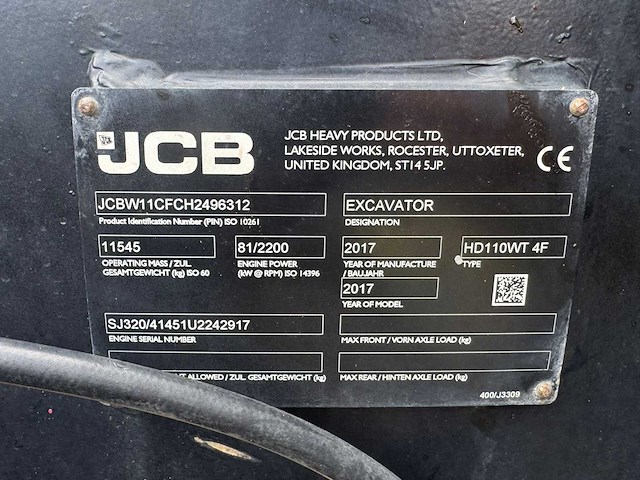 JCB
JCB HEAVY PRODUCTS LTD,
LAKESIDE WORKS, ROCESTER, UTTOXETER,
UNITED KINGDOM, ST14 5JP.
CE
JCBW11CFCH2496312
Product Identification Number (PIN) ISO 10261
EXCAVATOR
DESIGNATION
11545
OPERATING MASS / ZUL.
GESAMTGEWICHT (kg) ISO 60
81/2200
ENGINE POWER
(kW @ RPM) ISO 14396
2017
YEAR OF MANUFACTURE
/ BAUJAHR
HD110WT 4F
TYPE
2017
YEAR OF MODEL
SJ320/41451U2242917
ENGINE SERIAL NUMBER
MAX FRONT / VORN AXLE LOAD (kg)
ALLOWED / ZUL. GESAMTGEWICHT (kg)
MAX REAR / HINTEN AXLE LOAD (kg)
400/J3309